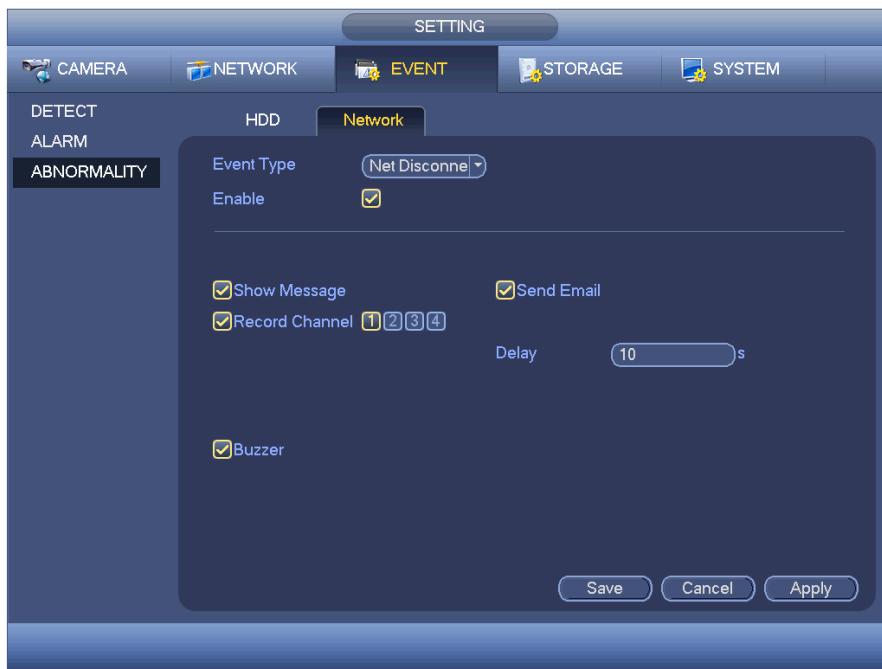 SETTING
CAMERA NETWORK EVENT STORAGE SYSTEM
DETECT
ALARM
ABNORMALITY
HDD Network
Event Type Net Disconne
Enable
Show Message Send Email
Record Channel 1 2 3 4
Delay 10 s
Buzzer
Save Cancel Apply